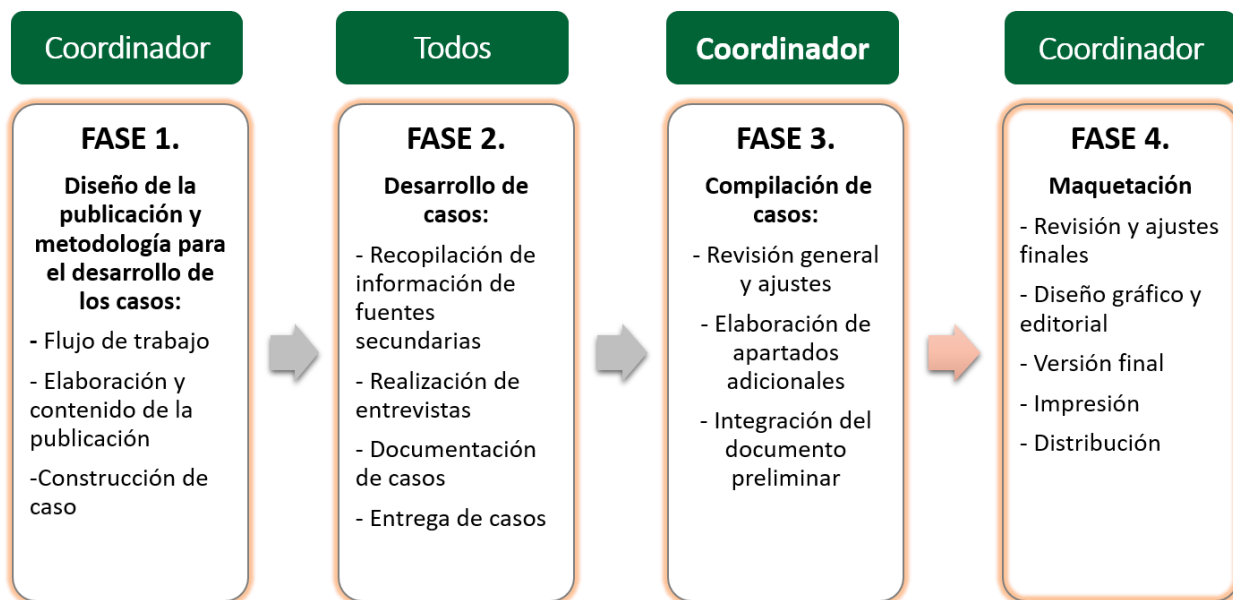 Coordinador
FASE 1.
Diseño de la
publicación y
metodología para
el desarrollo de
los casos:
- Flujo de trabajo
- Elaboración y
contenido de la
publicación
-Construcción de
caso
Todos
FASE 2.
Desarrollo de
casos:
- Recopilación de
información de
fuentes
secundarias
- Realización de
entrevistas
- Documentación
de casos
- Entrega de casos
Coordinador
FASE 3.
Compilación de
casos:
- Revisión general
y ajustes
- Elaboración de
apartados
adicionales
- Integración del
documento
preliminar
Coordinador
FASE 4.
Maquetación
- Revisión y ajustes
finales
- Diseño gráfico y
editorial
- Versión final
- Impresión
- Distribución